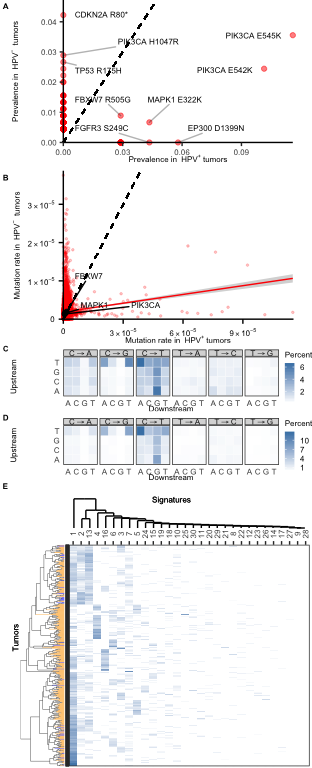 A
0.04
0.03
0.02
0.01
0.00
Prevalence in HPV- tumors
CDKN2A R80*
PIK3CA H1047R
PIK3CA E545K
TP53 R175H
PIK3CA E542K
FBXW7 R505G
MAPK1 E322K
FGFR3 S249C
EP300 D1399N
0.00
0.03
0.06
0.09
Prevalence in HPV+ tumors
B
3×10-5
2×10-5
1×10-5
0
Mutation rate in HPV- tumors
FBXW7
MAPK1
PIK3CA
0
3×10-5
6×10-5
9×10-5
Mutation rate in HPV+ tumors
C
C→A C→G C→T T→A T→C T→G
Upstream
T
G
C
A
A C G T A C G T A C G T A C G T A C G T A C G T
Downstream
Percent
6
4
2
D
C→A C→G C→T T→A T→C T→G
Upstream
T
G
C
A
A C G T A C G T A C G T A C G T A C G T A C G T
Downstream
Percent
10
7
4
1
E
Signatures
Tumors